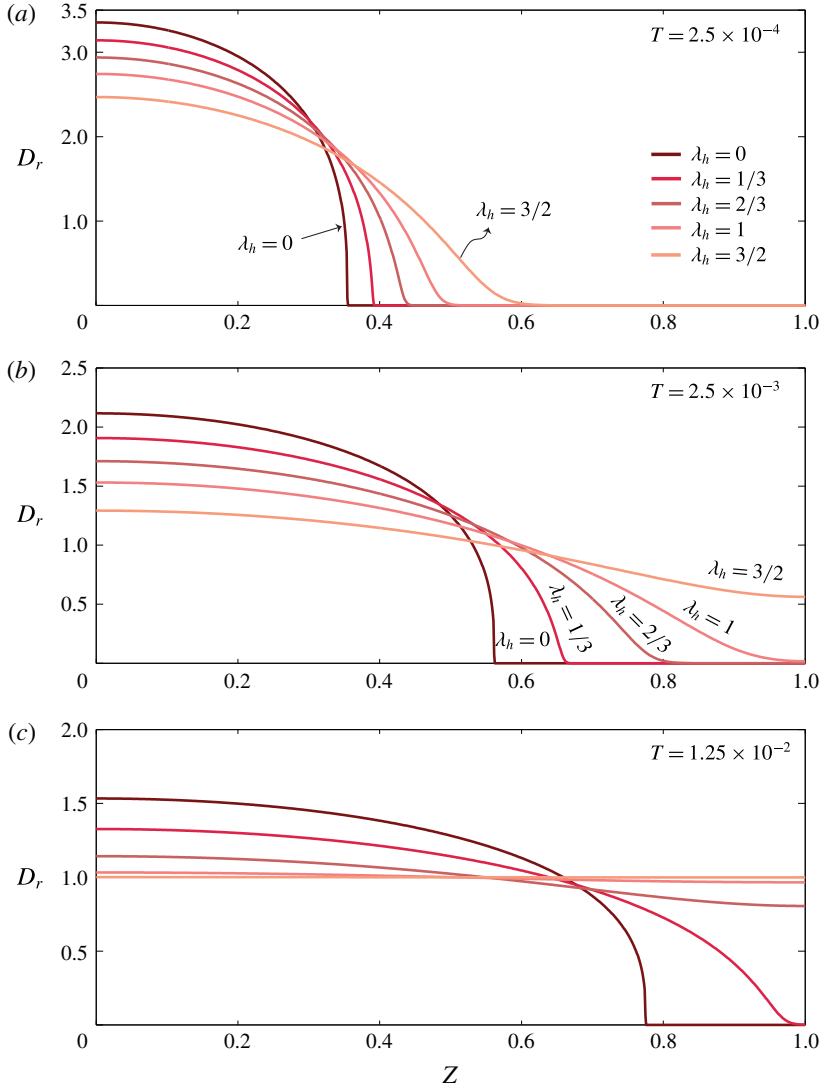 (a)
3.5
T = 2.5 × 10⁻⁴
3.0
2.0
D_r
1.0
λ_h = 0
λ_h = 3/2
λ_h = 0
λ_h = 1/3
λ_h = 2/3
λ_h = 1
λ_h = 3/2
0 0.2 0.4 0.6 0.8 1.0
(b)
2.5
T = 2.5 × 10⁻³
2.0
1.5
D_r
1.0
0.5
λ_h = 0
λ_h = 1/3
λ_h = 2/3
λ_h = 1
λ_h = 3/2
0 0.2 0.4 0.6 0.8 1.0
(c)
2.0
T = 1.25 × 10⁻²
1.5
D_r
1.0
0.5
0 0.2 0.4 0.6 0.8 1.0
Z